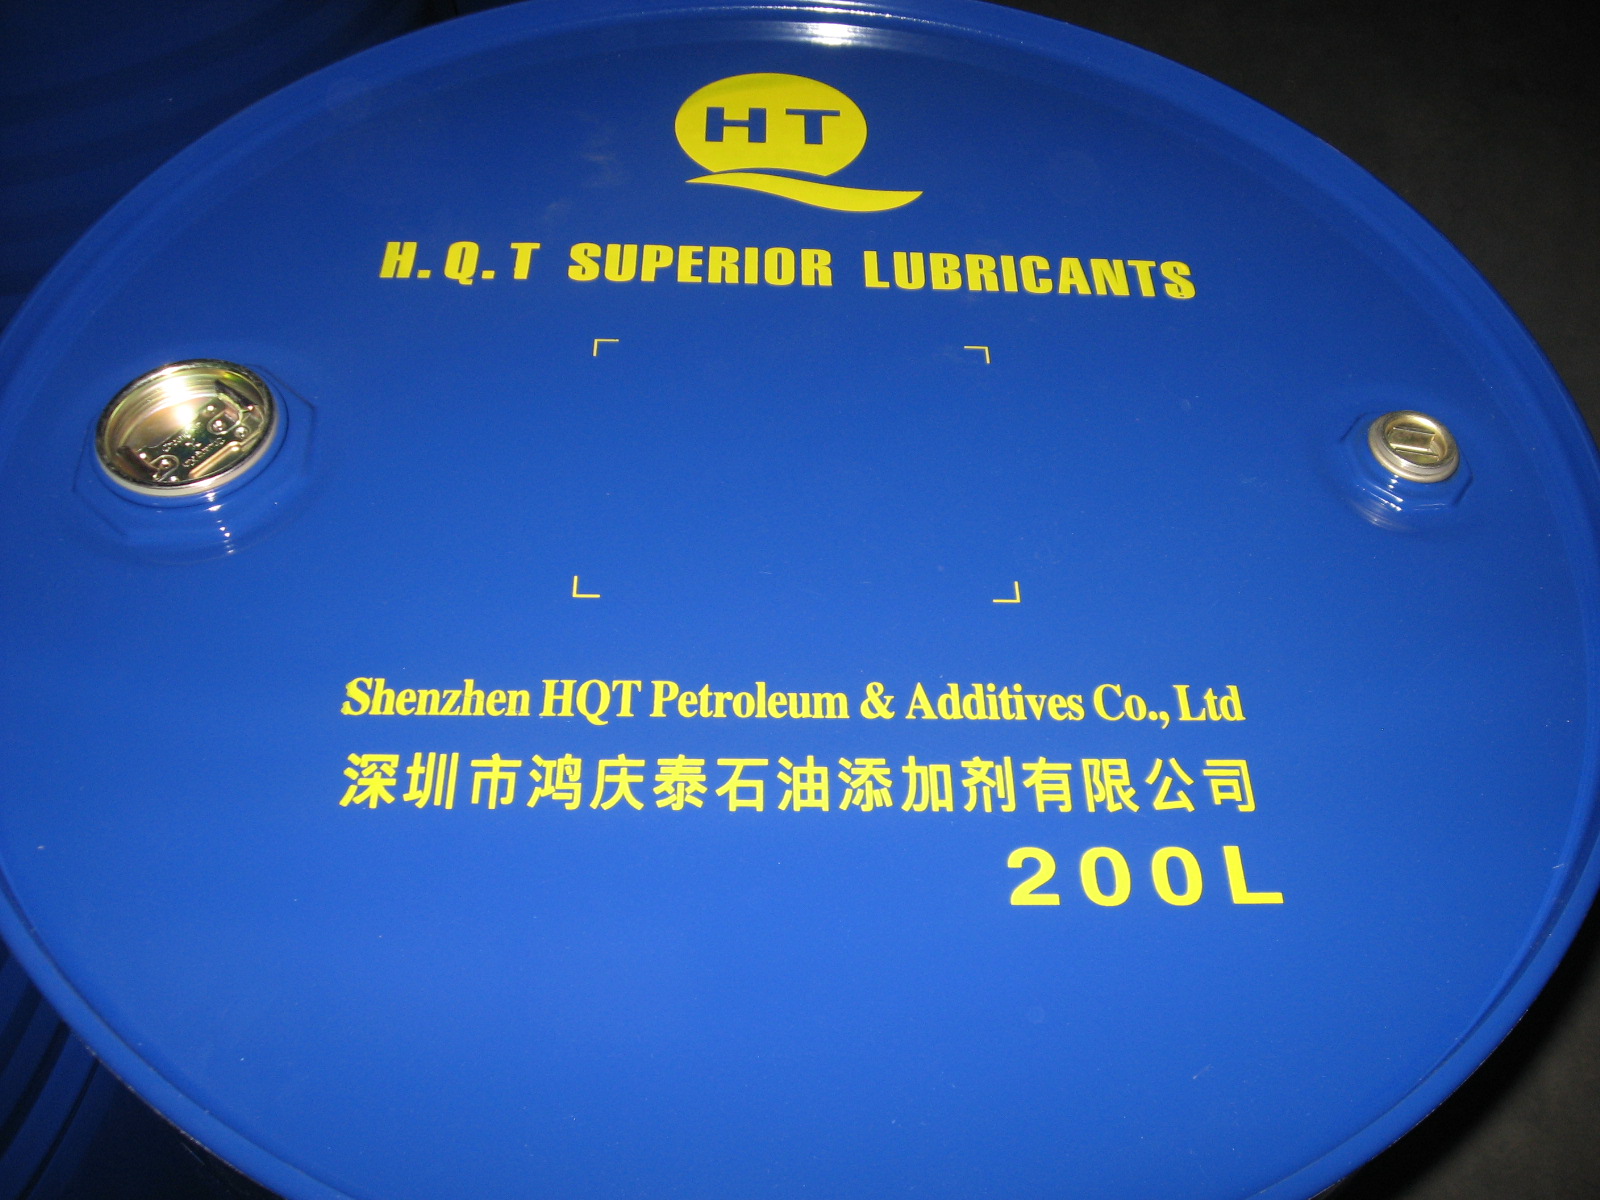 HT
H.Q.T SUPERIOR LUBRICANTS
Shenzhen HQT Petroleum & Additives Co., Ltd
深圳市鸿庆泰石油添加剂有限公司
200L